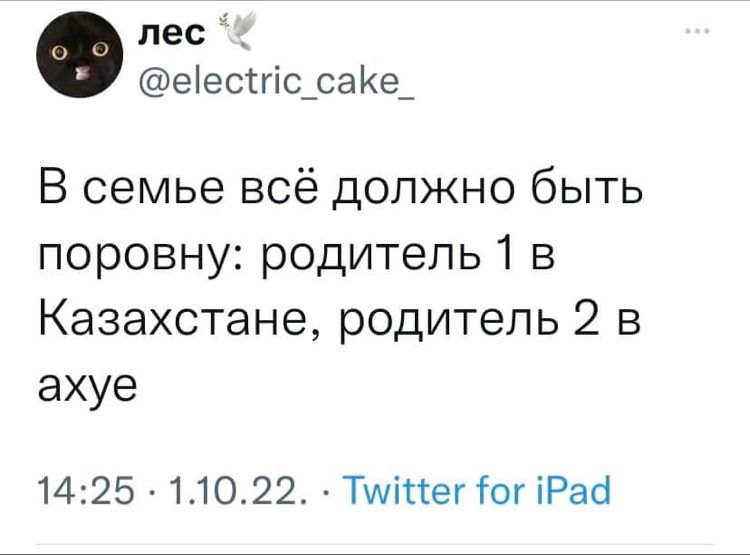 лес 🕊
@electric_cake_
В семье всё должно быть
поровну: родитель 1 в
Казахстане, родитель 2 в
ахуе
14:25 · 1.10.22. · Twitter for iPad